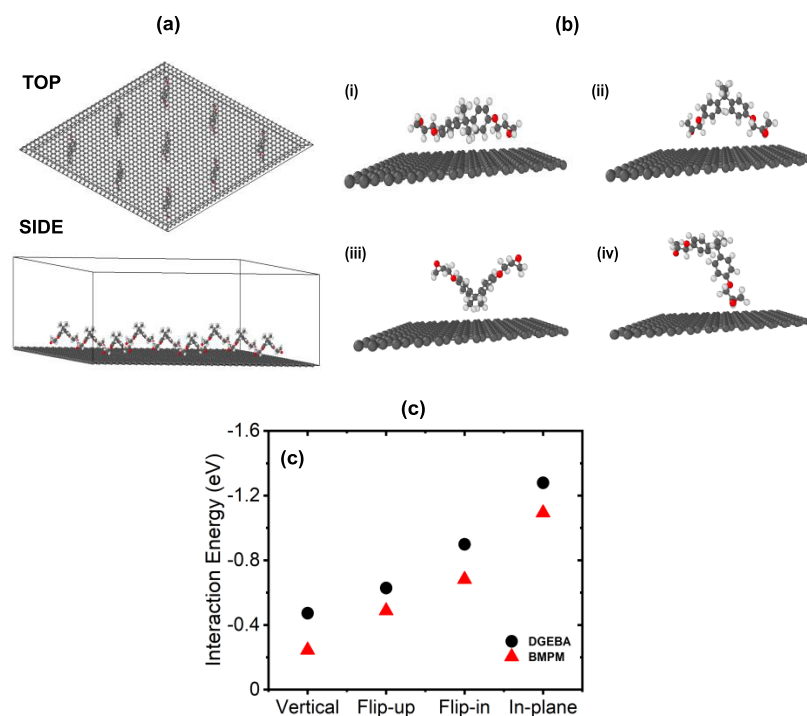 (a)
(b)
TOP
(i)
(ii)
SIDE
(iii)
(iv)
(c)
(c)
Interaction Energy (eV)
-1.6
-1.2
-0.8
-0.4
0
DGEBA
BMPM
Vertical Flip-up Flip-in In-plane